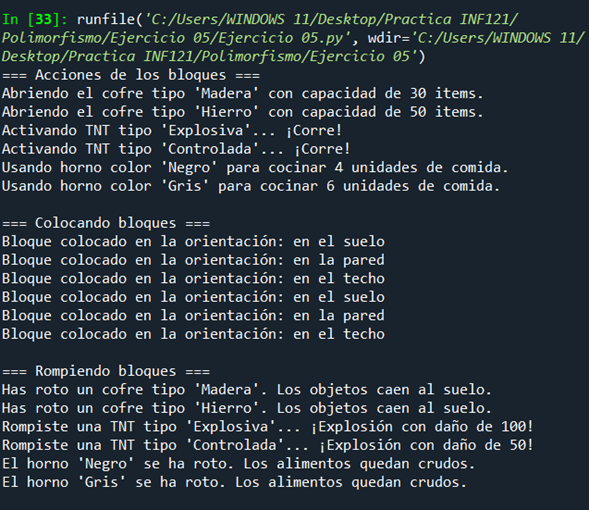 In [33]: runfile('C:/Users/WINDOWS 11/Desktop/Practica INF121/
Polimorfismo/Ejercicio 05/Ejercicio 05.py', wdir='C:/Users/WINDOWS 11/
Desktop/Practica INF121/Polimorfismo/Ejercicio 05')
=== Acciones de los bloques ===
Abriendo el cofre tipo 'Madera' con capacidad de 30 items.
Abriendo el cofre tipo 'Hierro' con capacidad de 50 items.
Activando TNT tipo 'Explosiva'... ¡Corre!
Activando TNT tipo 'Controlada'... ¡Corre!
Usando horno color 'Negro' para cocinar 4 unidades de comida.
Usando horno color 'Gris' para cocinar 6 unidades de comida.

=== Colocando bloques ===
Bloque colocado en la orientación: en el suelo
Bloque colocado en la orientación: en la pared
Bloque colocado en la orientación: en el techo
Bloque colocado en la orientación: en el suelo
Bloque colocado en la orientación: en la pared
Bloque colocado en la orientación: en el techo

=== Rompiendo bloques ===
Has roto un cofre tipo 'Madera'. Los objetos caen al suelo.
Has roto un cofre tipo 'Hierro'. Los objetos caen al suelo.
Rompiste una TNT tipo 'Explosiva'... ¡Explosión con daño de 100!
Rompiste una TNT tipo 'Controlada'... ¡Explosión con daño de 50!
El horno 'Negro' se ha roto. Los alimentos quedan crudos.
El horno 'Gris' se ha roto. Los alimentos quedan crudos.